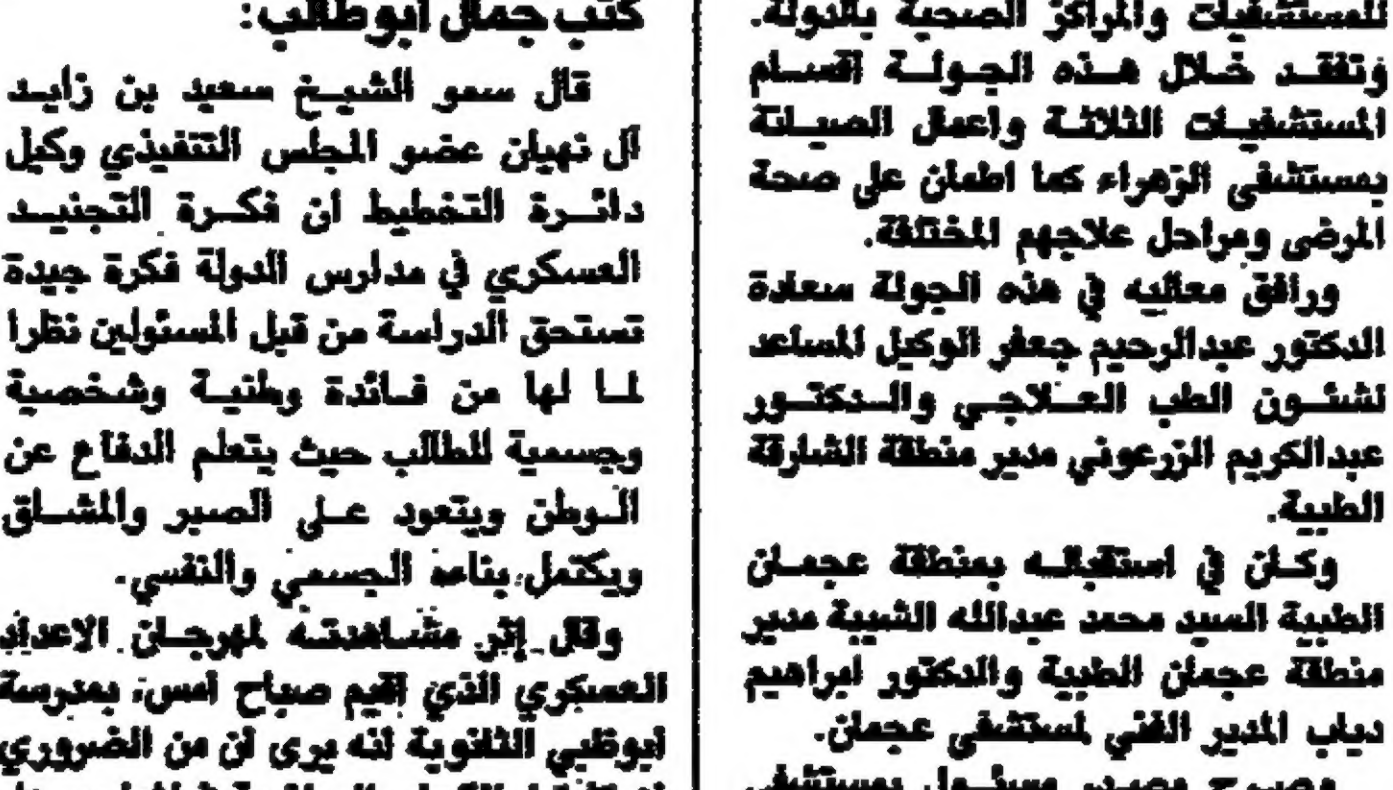 للمستشفيات والمراكز الصحية بالدولة.
وتفقد خلال هذه الجولة اقسام
المستشفيات الثلاثة واعمال الصيانة
بمستشفى الزهراء كما اطمان على صحة
المرضى ومراحل علاجهم المختلفة.
ورافق معاليه في هذه الجولة سعادة
الدكتور عبدالرحيم جعفر الوكيل المساعد
لشئون الطب العلاجي والدكتور
عبدالكريم الزرعوني مدير منطقة الشارقة
الطبية.
وكان في استقباله بمنطقة عجمان
الطبية السيد محمد عبدالله الشيبة مدير
منطقة عجمان الطبية والدكتور ابراهيم
دياب المدير الفني لمستشفى عجمان.
وصرح مصدر مسئول بمستشفى
كتب جمال ابوطالب:
قال سمو الشيخ سعيد بن زايد
آل نهيان عضو المجلس التنفيذي وكيل
دائرة التخطيط ان فكرة التجنيد
العسكري في مدارس الدولة فكرة جيدة
تستحق الدراسة من قبل المسئولين نظرا
لما لها من فائدة وطنية وشخصية
وجسمية للطالب حيث يتعلم الدفاع عن
الوطن ويتعود على الصبر والمشاق
ويكتمل بناءه الجسمي والنفسي.
وقال إثر مشاهدته لمهرجان الاعداد
العسكري الذي اقيم صباح امس، بمدرسة
ابوظبي الثانوية انه يرى ان من الضروري